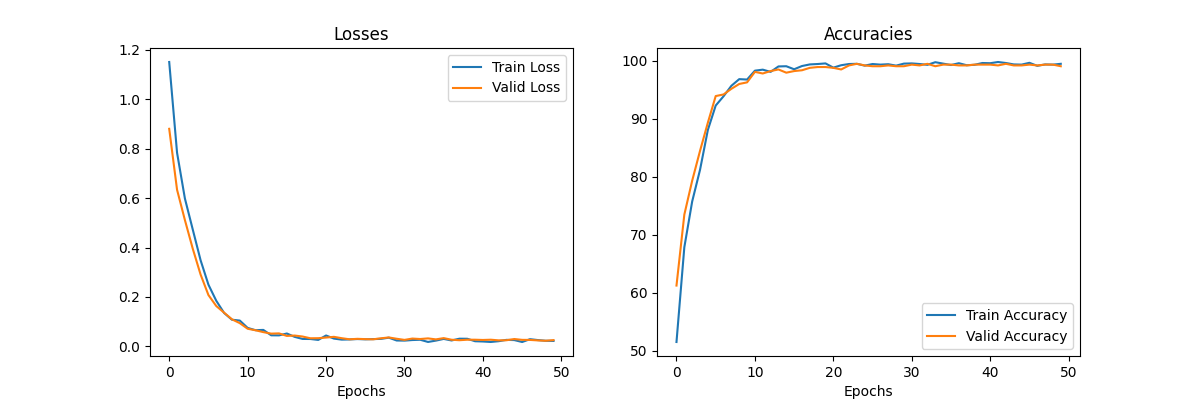 Losses
1.2
1.0
0.8
0.6
0.4
0.2
0.0
Train Loss
Valid Loss
0 10 20 30 40 50
Epochs
Accuracies
100
90
80
70
60
50
Train Accuracy
Valid Accuracy
0 10 20 30 40 50
Epochs